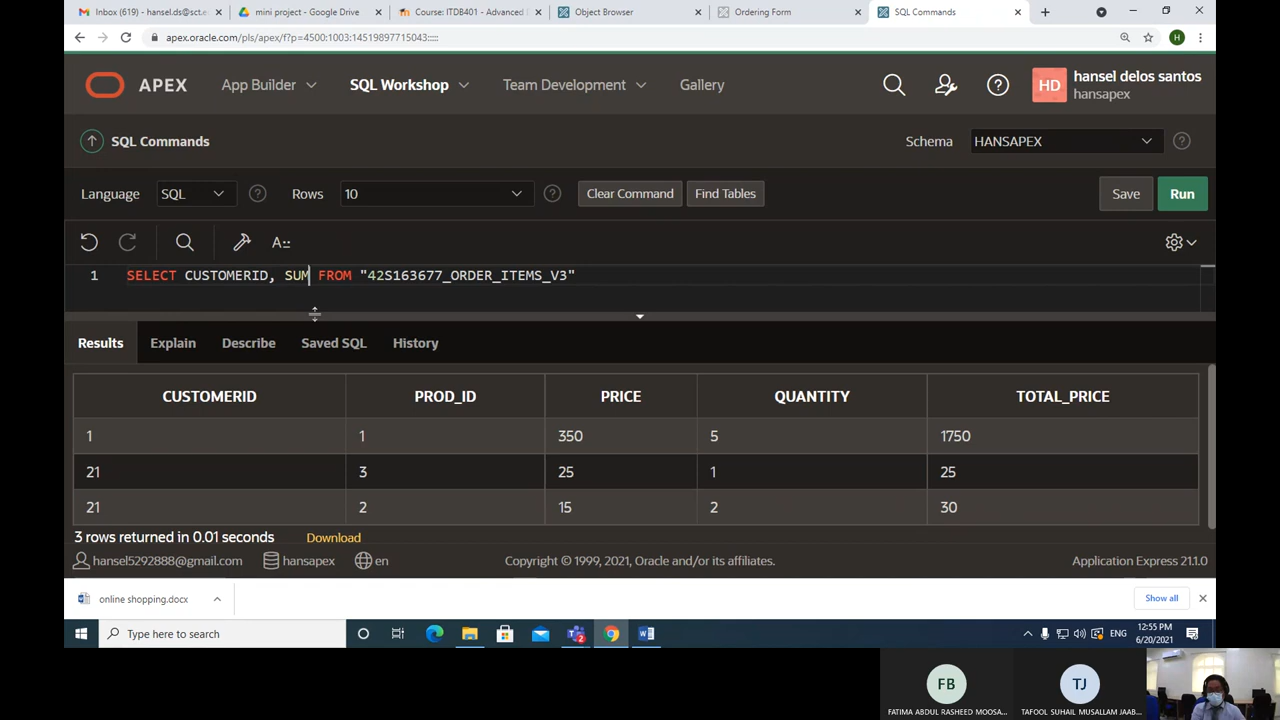 Inbox (619) - hansel.ds@sct.e
mini project - Google Drive
Course: ITDB401 - Advanced
Object Browser
Ordering Form
SQL Commands
apex.oracle.com/pls/apex/f?p=4500:1003:14519897715043:::::
H
APEX
App Builder
SQL Workshop
Team Development
Gallery
HD
hansel delos santos
hansapex
SQL Commands
Schema
HANSAPEX
Language
SQL
Rows
10
Clear Command
Find Tables
Save
Run
1 SELECT CUSTOMERID, SUM FROM "42S163677_ORDER_ITEMS_V3"
Results
Explain
Describe
Saved SQL
History
CUSTOMERID PROD_ID PRICE QUANTITY TOTAL_PRICE
1 1 350 5 1750
21 3 25 1 25
21 2 15 2 30
3 rows returned in 0.01 seconds
Download
hansel5292888@gmail.com
hansapex
en
Copyright © 1999, 2021, Oracle and/or its affiliates.
Application Express 21.1.0
online shopping.docx
Show all
Type here to search
ENG
12:55 PM
6/20/2021
FB
FATIMA ABDUL RASHEED MOOSA...
TJ
TAFOOL SUHAIL MUSALLAM JAAB...